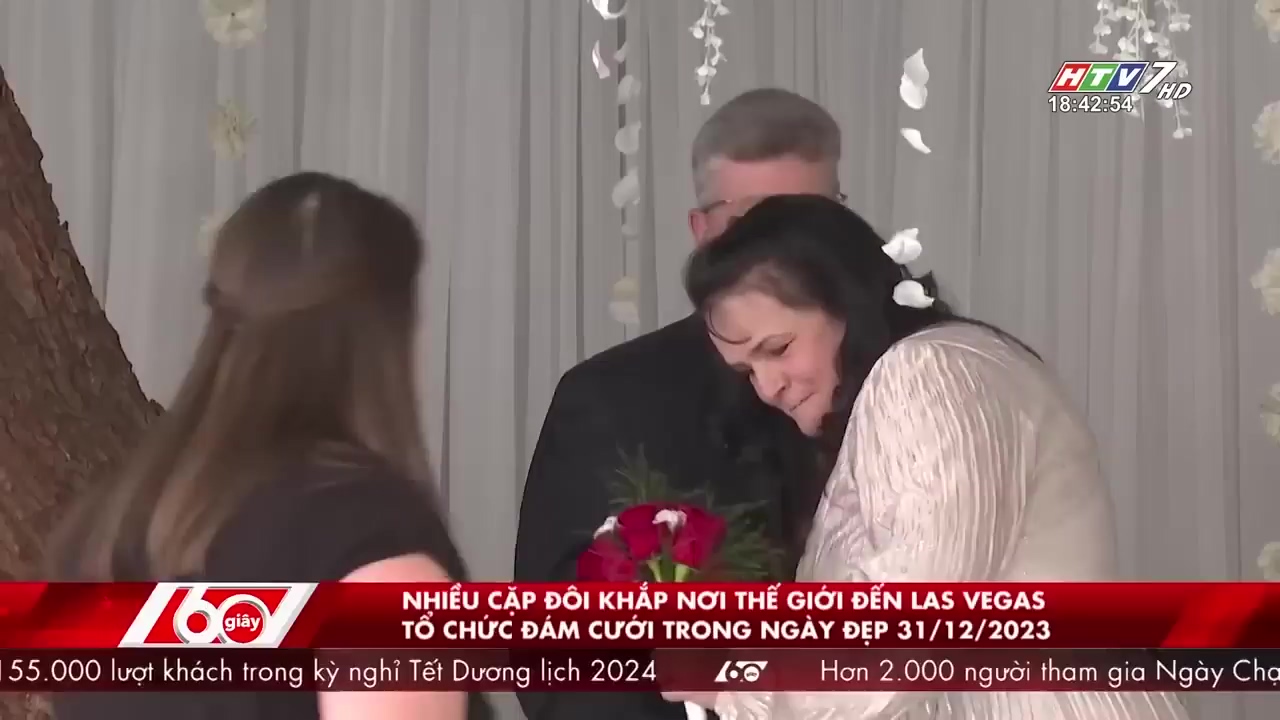 HTV7 HD
18:42:54
60 giây
NHIỀU CẶP ĐÔI KHẮP NƠI THẾ GIỚI ĐẾN LAS VEGAS
TỔ CHỨC ĐÁM CƯỚI TRONG NGÀY ĐẸP 31/12/2023
155.000 lượt khách trong kỳ nghỉ Tết Dương lịch 2024 60 Hơn 2.000 người tham gia Ngày